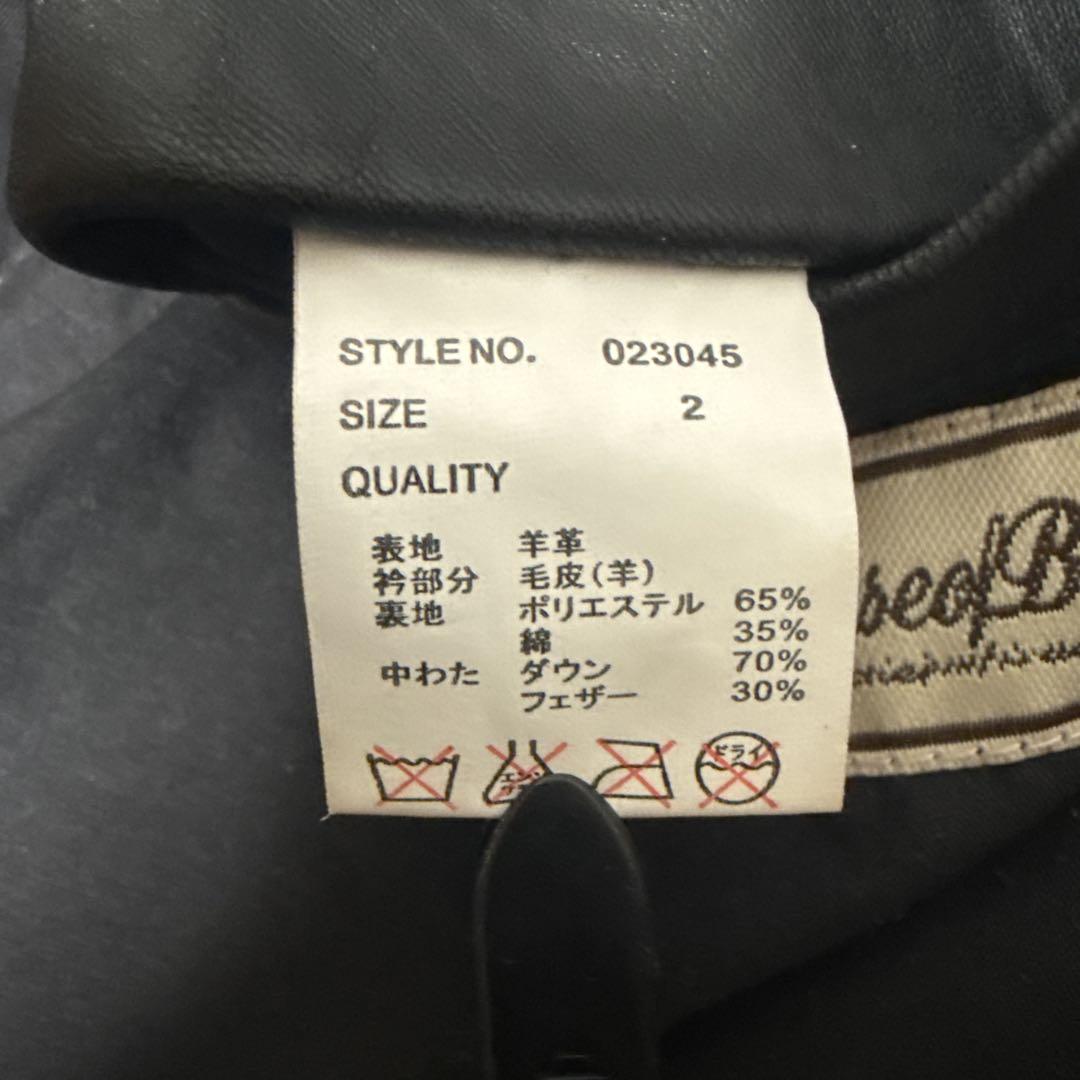 STYLE NO. 023045
SIZE 2
QUALITY
表地 羊革
衿部分 毛皮(羊)
裏地 ポリエステル 65%
綿 35%
中わた ダウン 70%
フェザー 30%
ドライ